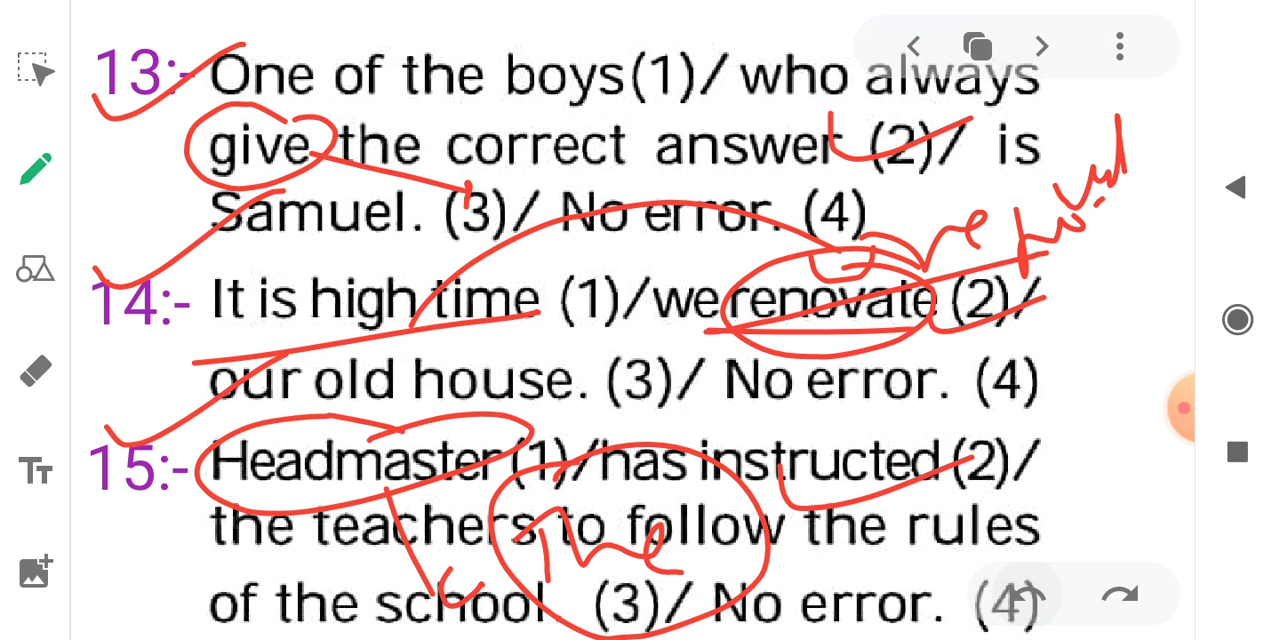 13:- One of the boys(1)/ who always
give the correct answer (2)/ is
Samuel. (3)/ No error. (4)
14:- It is high time (1)/we renovate (2)/
our old house. (3)/ No error. (4)
15:- Headmaster (1)/has instructed (2)/
the teachers to follow the rules
of the school. (3)/ No error. (4)
The
Tт